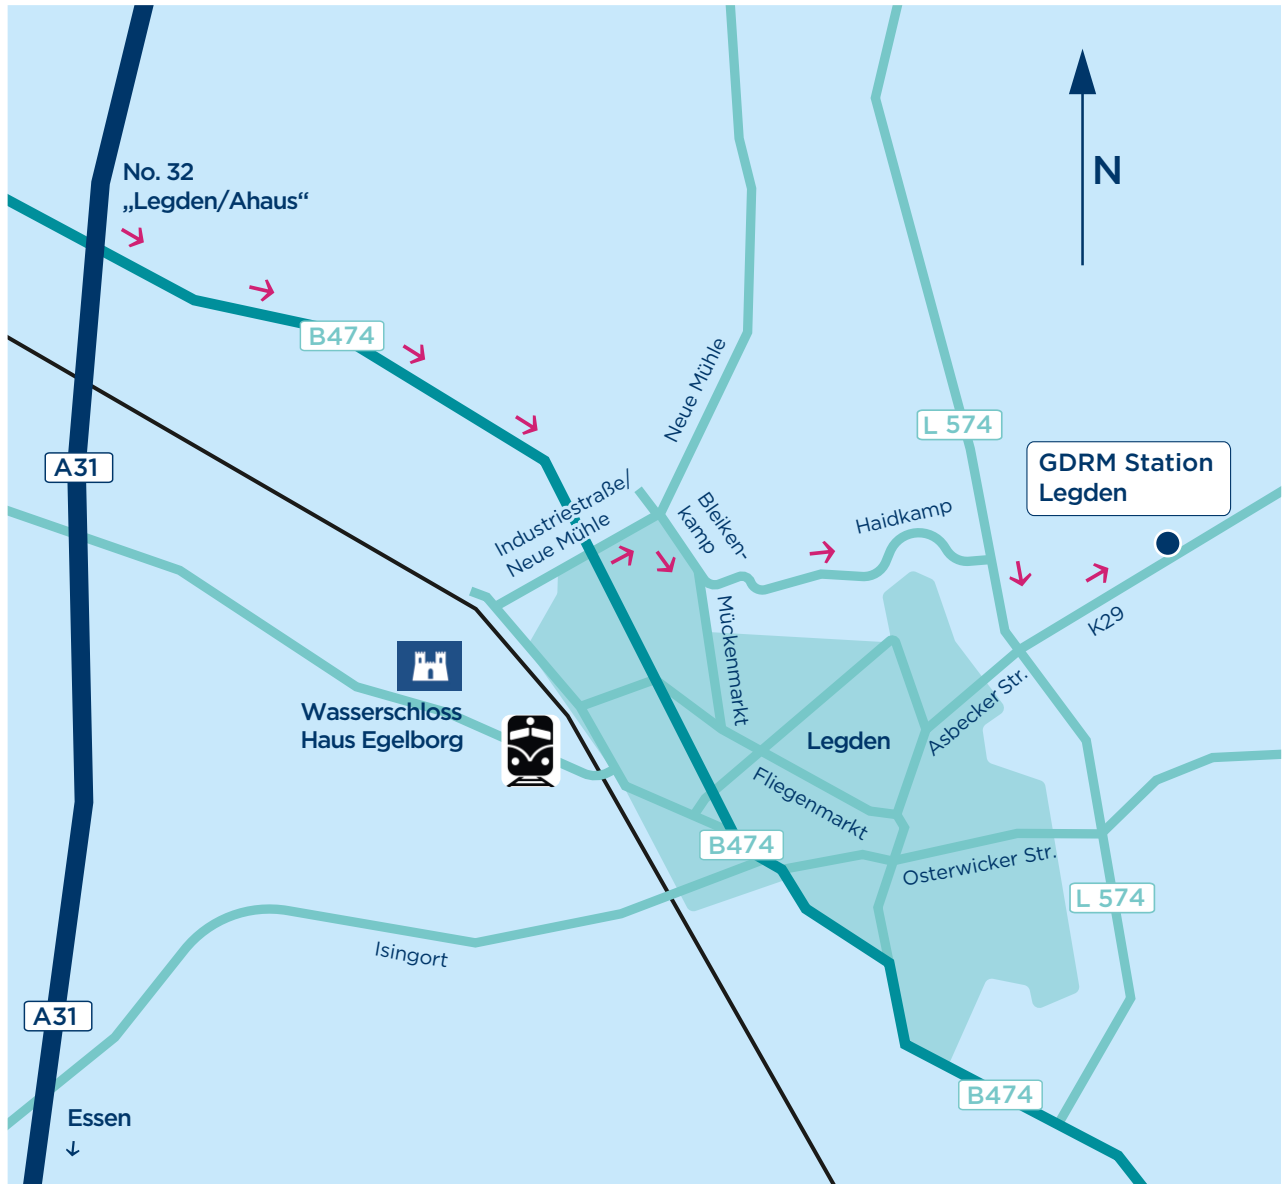 No. 32
„Legden/Ahaus“
N
B474
Neue Mühle
L 574
A31
GDRM Station
Legden
Industriestraße/
Neue Mühle
Bleiken-
kamp
Haidkamp
Mückenmarkt
K29
Wasserschloss
Haus Egelborg
Legden
Asbecker Str.
Fliegenmarkt
B474
Osterwicker Str.
L 574
Isingort
A31
B474
Essen